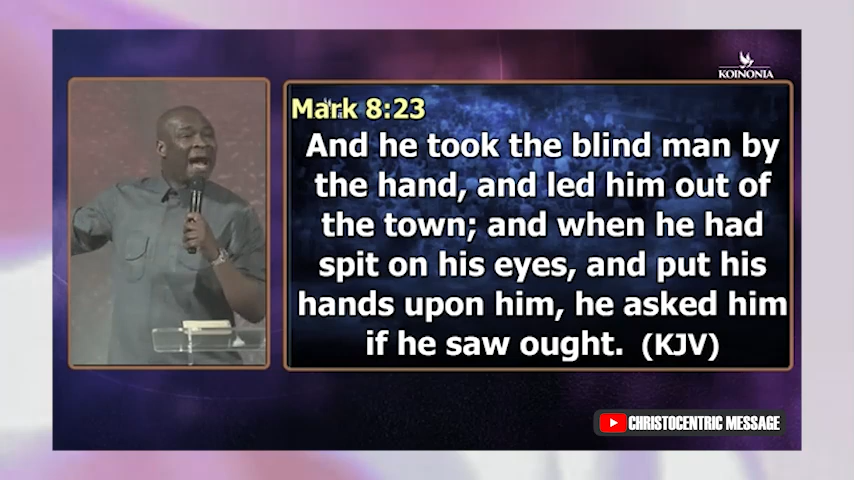 KOINONIA
Mark 8:23
And he took the blind man by
the hand, and led him out of
the town; and when he had
spit on his eyes, and put his
hands upon him, he asked him
if he saw ought. (KJV)
CHRISTOCENTRIC MESSAGE